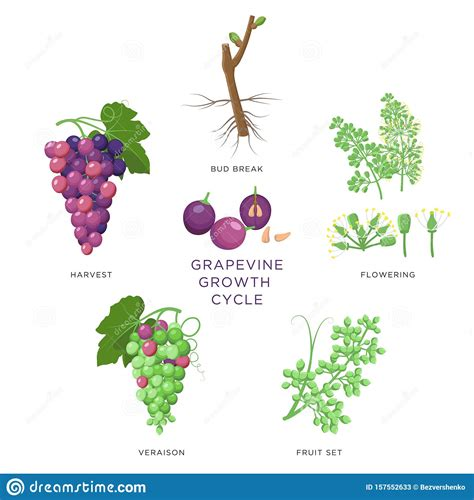 BUD BREAK
HARVEST
GRAPEVINE
GROWTH
CYCLE
FLOWERING
VERAISON
FRUIT SET
dreamstime.com
ID 157552633 © Bezvershenko